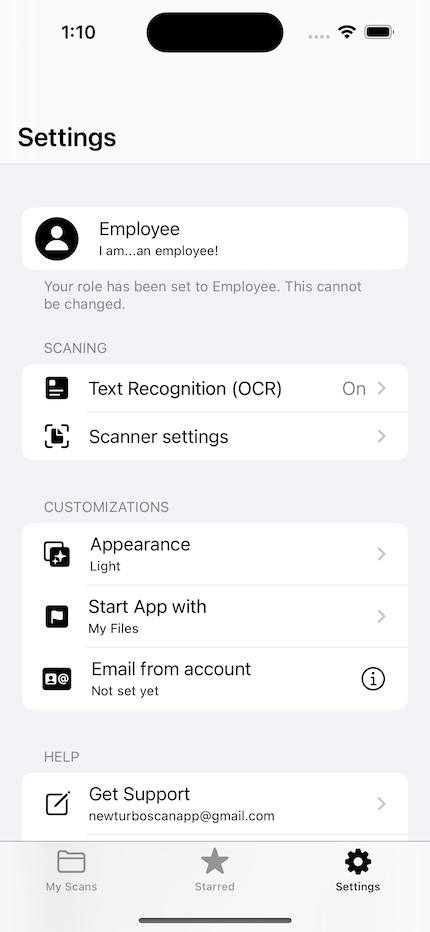 1:10
Settings
Employee
I am...an employee!
Your role has been set to Employee. This cannot
be changed.
SCANING
Text Recognition (OCR) On
Scanner settings
CUSTOMIZATIONS
Appearance
Light
Start App with
My Files
Email from account
Not set yet
HELP
Get Support
newturboscanapp@gmail.com
My Scans Starred Settings